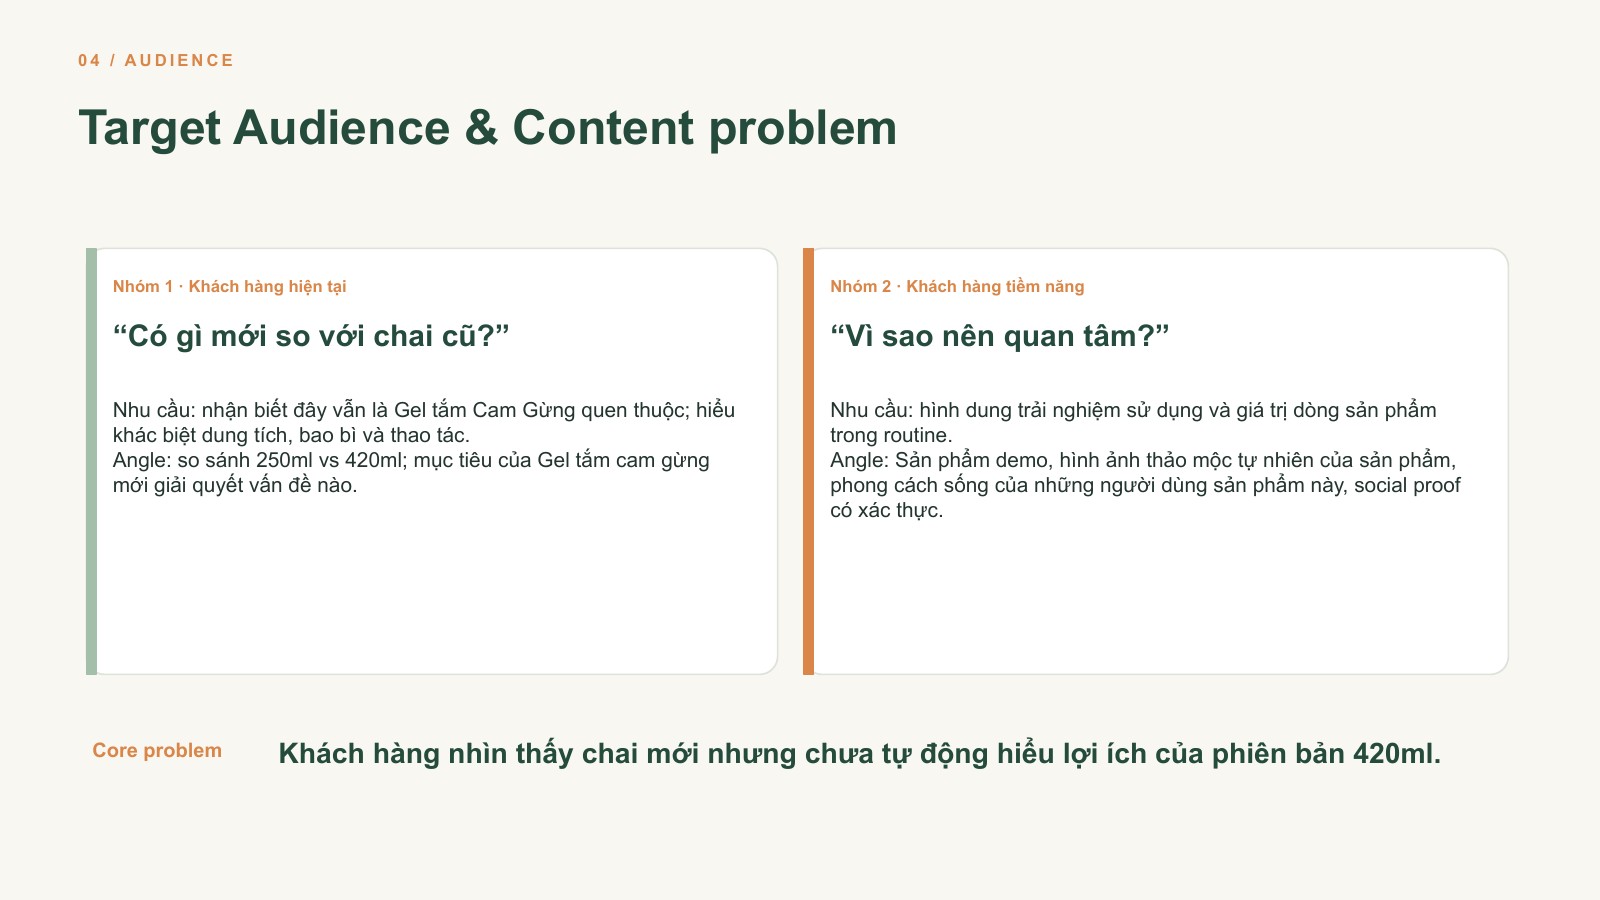 04 / AUDIENCE
Target Audience & Content problem
Nhóm 1 · Khách hàng hiện tại
“Có gì mới so với chai cũ?”
Nhu cầu: nhận biết đây vẫn là Gel tắm Cam Gừng quen thuộc; hiểu
khác biệt dung tích, bao bì và thao tác.
Angle: so sánh 250ml vs 420ml; mục tiêu của Gel tắm cam gừng
mới giải quyết vấn đề nào.
Nhóm 2 · Khách hàng tiềm năng
“Vì sao nên quan tâm?”
Nhu cầu: hình dung trải nghiệm sử dụng và giá trị dòng sản phẩm
trong routine.
Angle: Sản phẩm demo, hình ảnh thảo mộc tự nhiên của sản phẩm,
phong cách sống của những người dùng sản phẩm này, social proof
có xác thực.
Core problem
Khách hàng nhìn thấy chai mới nhưng chưa tự động hiểu lợi ích của phiên bản 420ml.